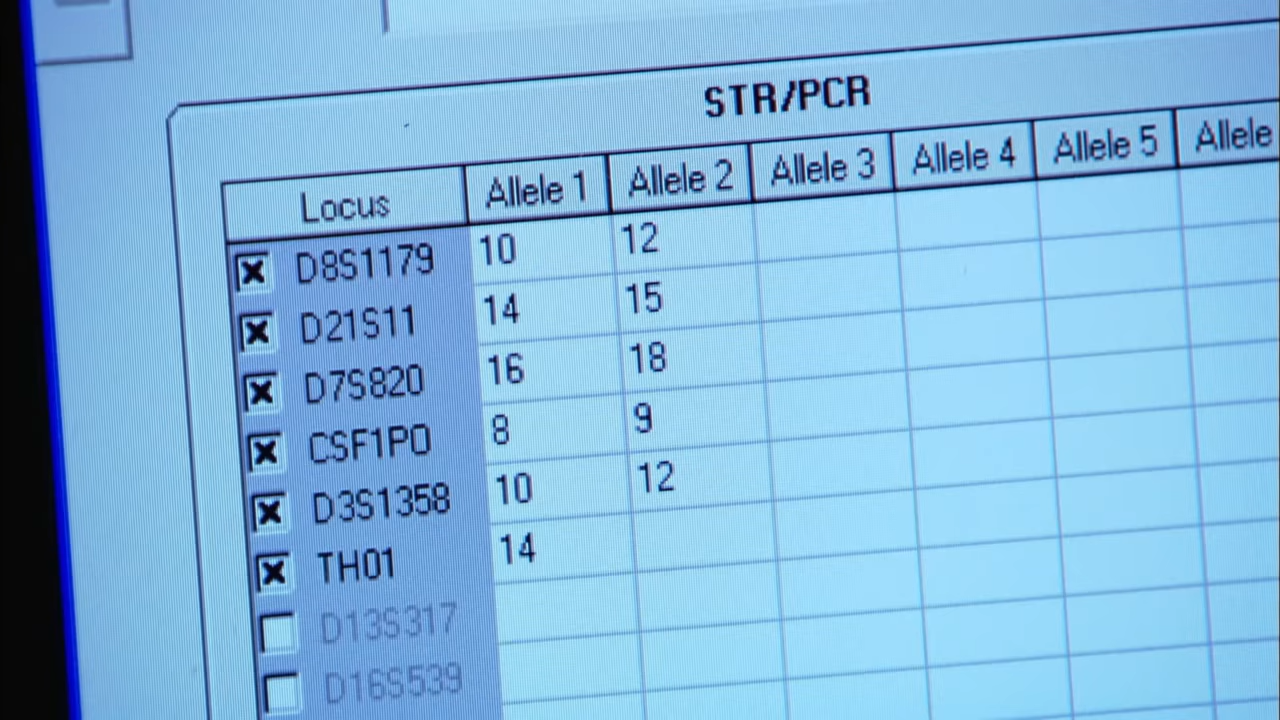 STR/PCR
Locus Allele 1 Allele 2 Allele 3 Allele 4 Allele 5 Allele
D8S1179 10 12
D21S11 14 15
D7S820 16 18
CSF1PO 8 9
D3S1358 10 12
TH01 14
D13S317
D16S539